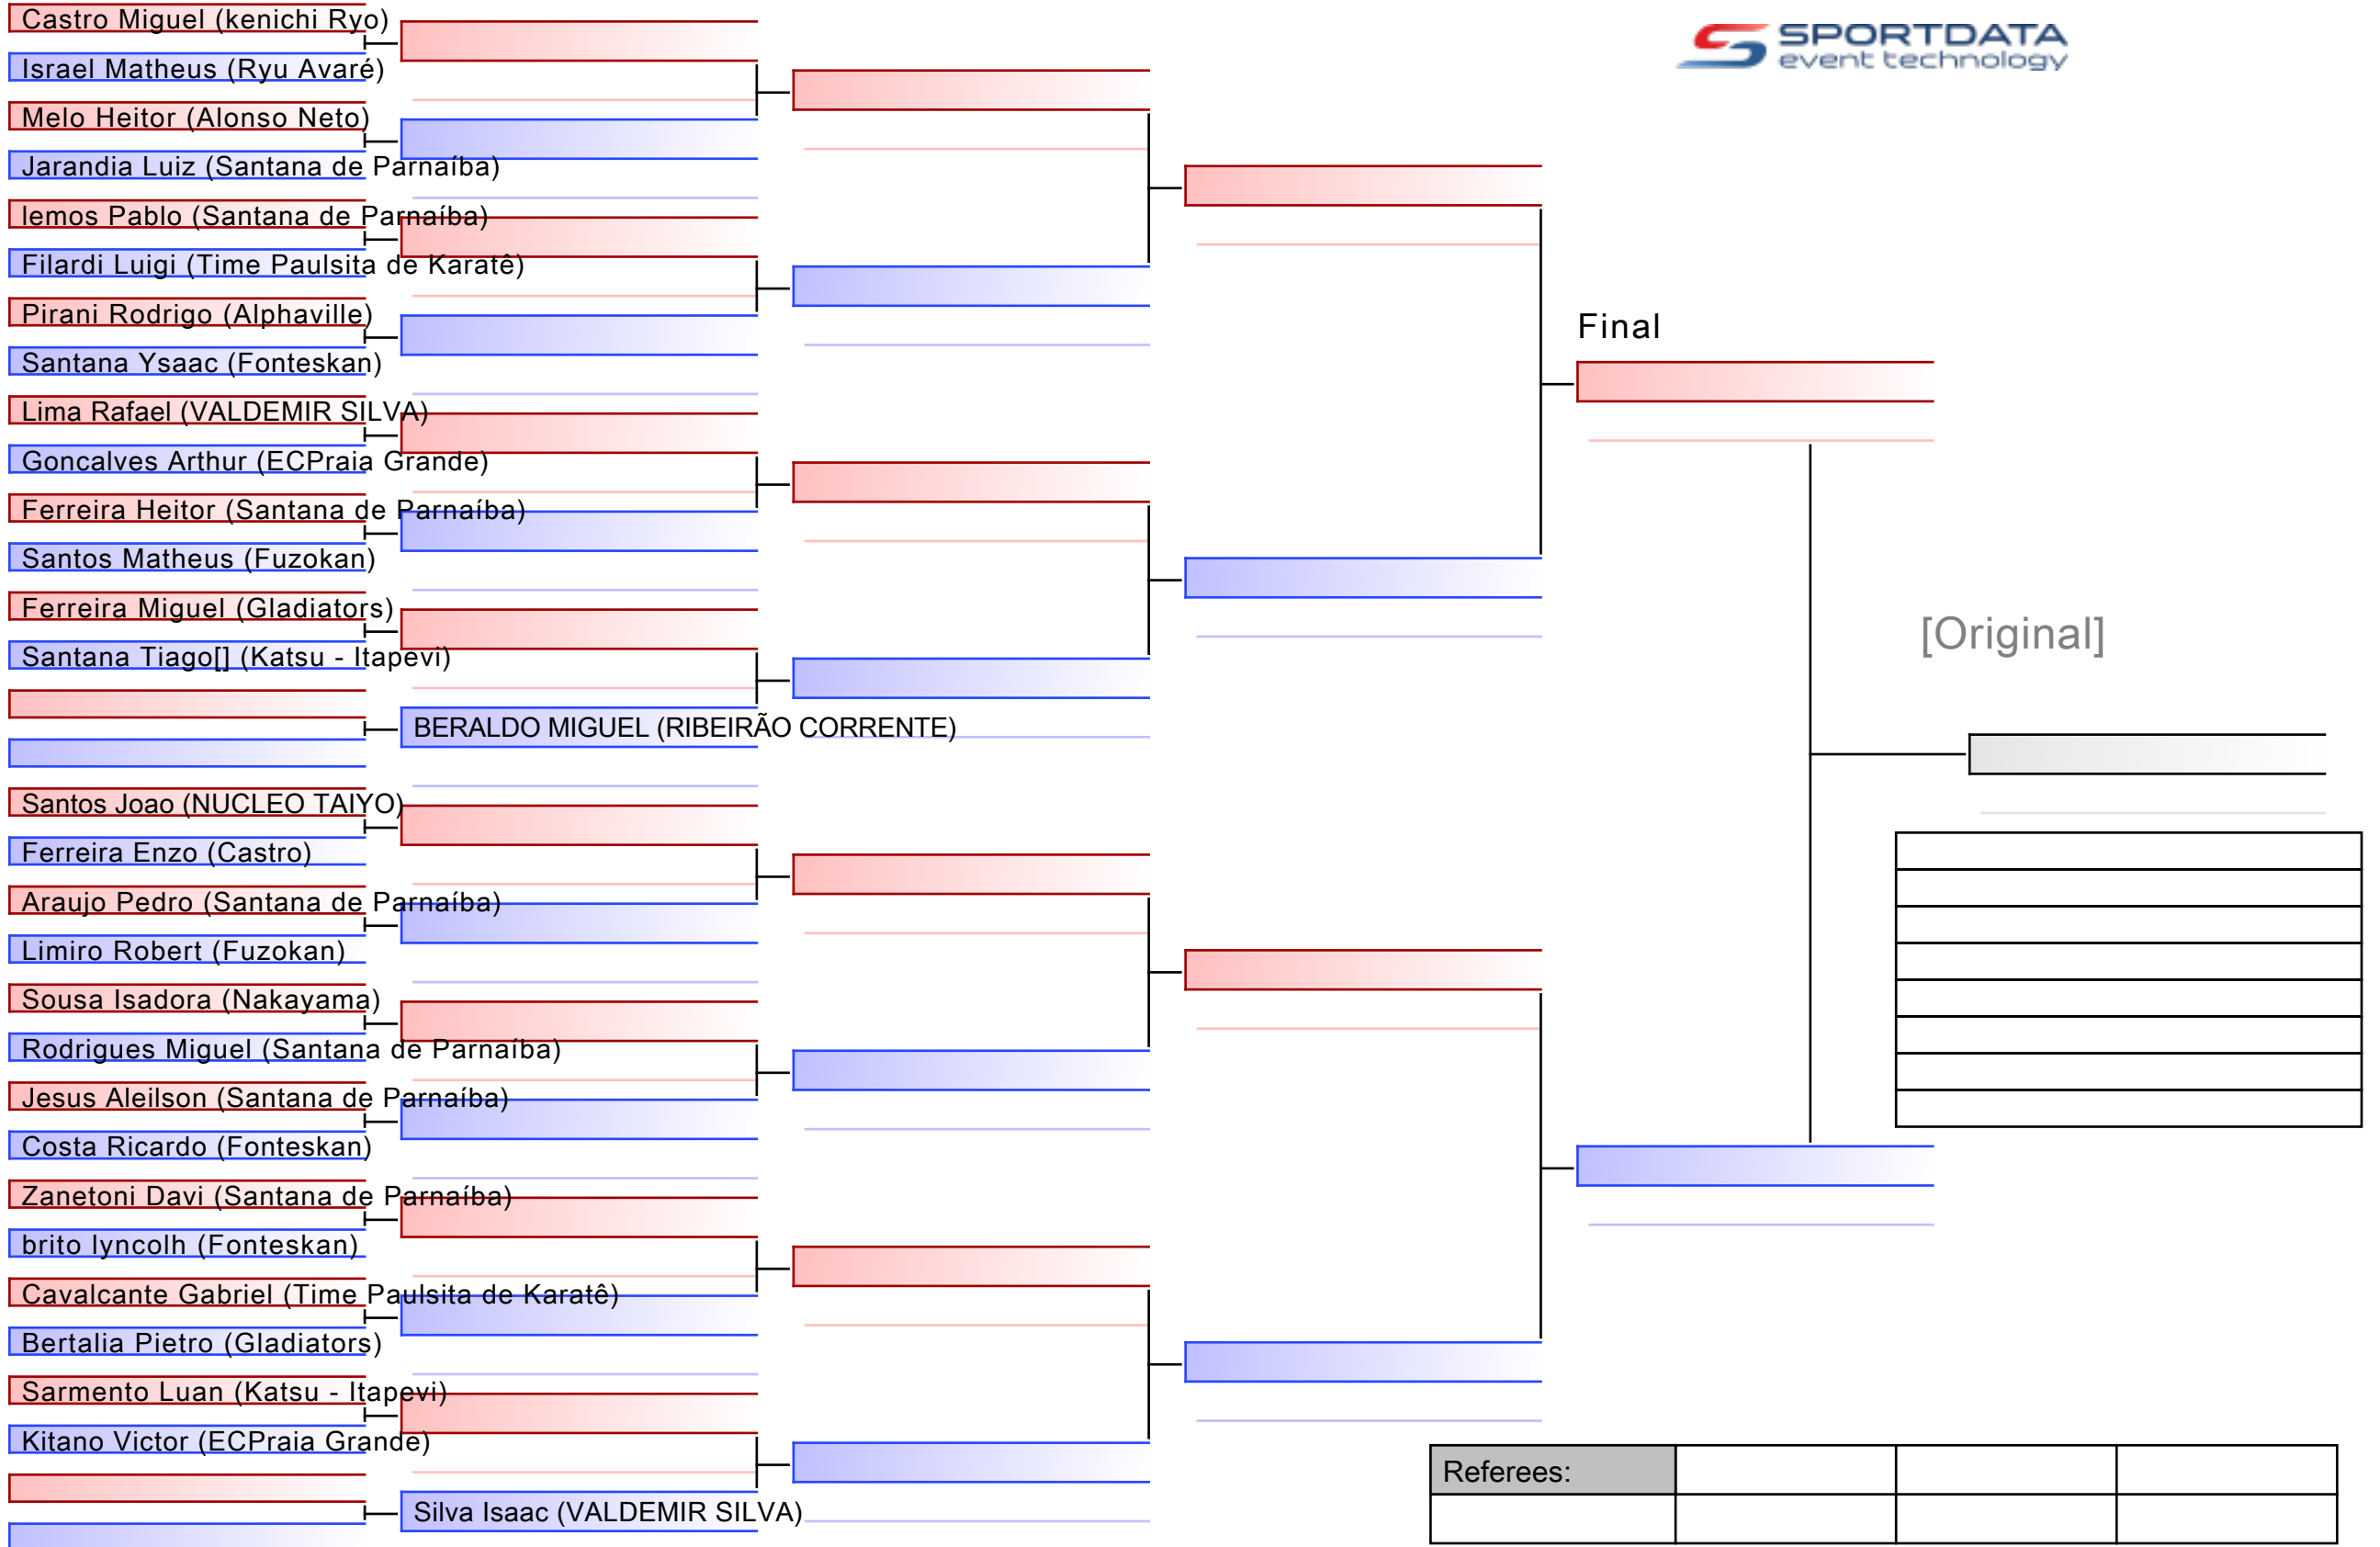 Castro Miguel (kenichi Ryo)
Israel Matheus (Ryu Avaré)
Melo Heitor (Alonso Neto)
Jarandia Luiz (Santana de Parnaíba)
lemos Pablo (Santana de Parnaíba)
Filardi Luigi (Time Paulsita de Karatê)
Pirani Rodrigo (Alphaville)
Santana Ysaac (Fonteskan)
Lima Rafael (VALDEMIR SILVA)
Goncalves Arthur (ECPraia Grande)
Ferreira Heitor (Santana de Parnaíba)
Santos Matheus (Fuzokan)
Ferreira Miguel (Gladiators)
Santana Tiago[] (Katsu - Itapevi)
BERALDO MIGUEL (RIBEIRÃO CORRENTE)
Santos Joao (NUCLEO TAIYO)
Ferreira Enzo (Castro)
Araujo Pedro (Santana de Parnaíba)
Limiro Robert (Fuzokan)
Sousa Isadora (Nakayama)
Rodrigues Miguel (Santana de Parnaíba)
Jesus Aleilson (Santana de Parnaíba)
Costa Ricardo (Fonteskan)
Zanetoni Davi (Santana de Parnaíba)
brito lyncolh (Fonteskan)
Cavalcante Gabriel (Time Paulsita de Karatê)
Bertalia Pietro (Gladiators)
Sarmento Luan (Katsu - Itapevi)
Kitano Victor (ECPraia Grande)
Silva Isaac (VALDEMIR SILVA)
SPORTDATA
event technology
Final
[Original]
Referees: